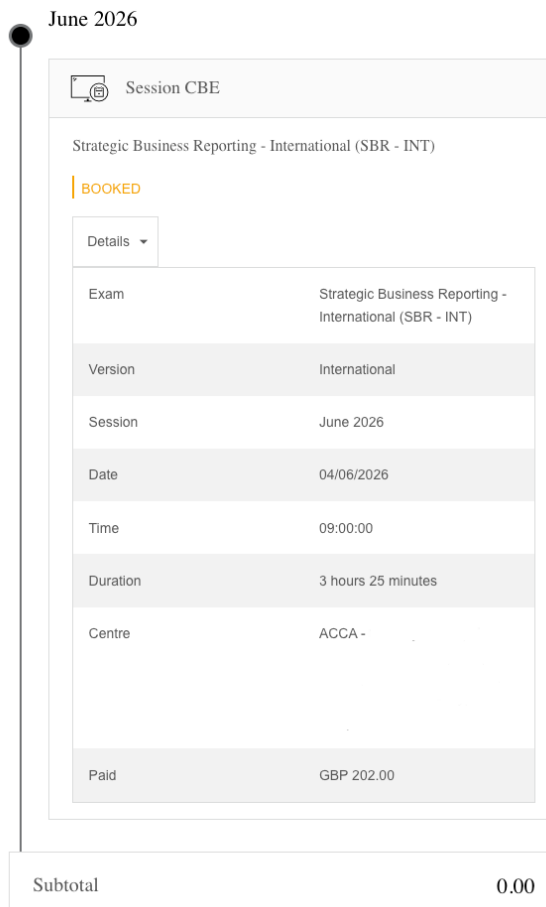 June 2026
Session CBE
Strategic Business Reporting - International (SBR - INT)
BOOKED
Details
Exam
Strategic Business Reporting -
International (SBR - INT)
Version
International
Session
June 2026
Date
04/06/2026
Time
09:00:00
Duration
3 hours 25 minutes
Centre
ACCA -
Paid
GBP 202.00
Subtotal
0.00